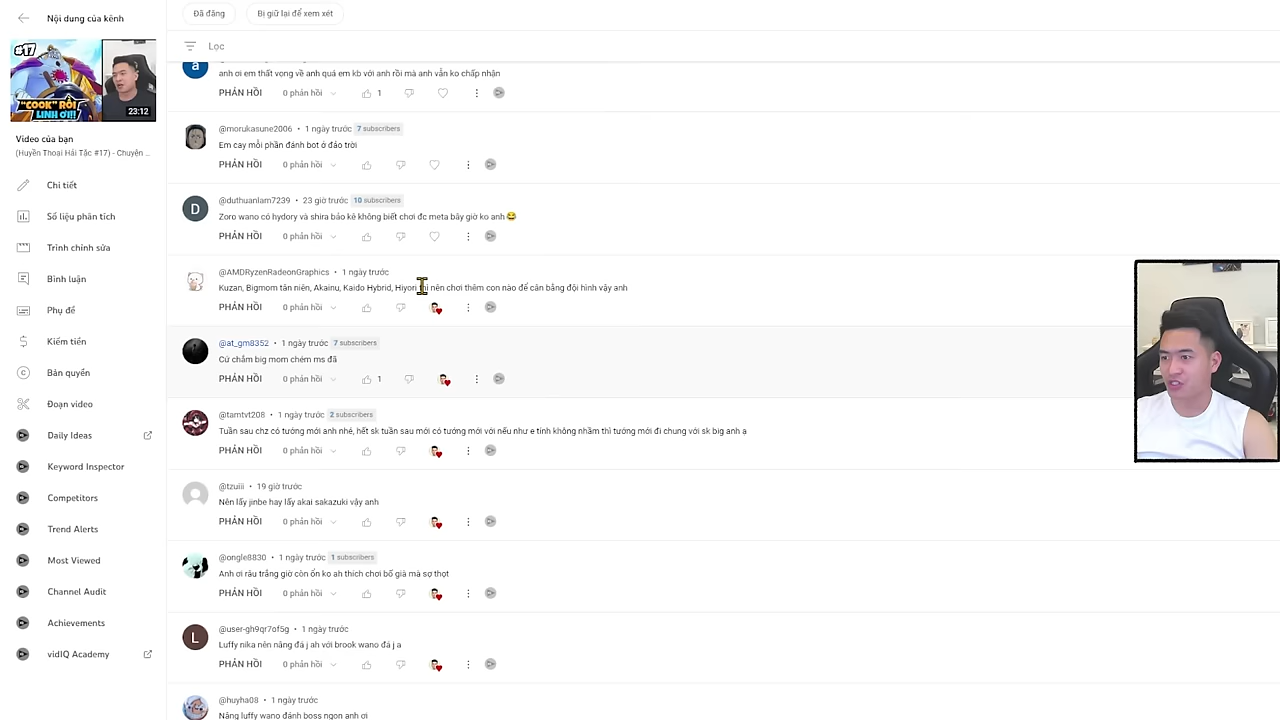 Nội dung của kênh
#17
"COOK" RỒI
LINH ƠI!!
23:12
Video của bạn
(Huyền Thoại Hải Tặc #17) - Chuyên ...
Chi tiết
Số liệu phân tích
Trình chỉnh sửa
Bình luận
Phụ đề
Kiếm tiền
Bản quyền
Đoạn video
Daily Ideas
Keyword Inspector
Competitors
Trend Alerts
Most Viewed
Channel Audit
Achievements
vidIQ Academy
Đã đăng
Bị giữ lại để xem xét
Lọc
a
anh ơi em thất vọng về anh quá em kb với anh rồi mà anh vẫn ko chấp nhận
PHẢN HỒI 0 phản hồi 1
@morukasune2006 • 1 ngày trước 7 subscribers
Em cay mỗi phần đánh bot ở đảo trời
PHẢN HỒI 0 phản hồi
D
@duthuanlam7239 • 23 giờ trước 10 subscribers
Zoro wano có hydory và shira bảo kê không biết chơi đc meta bây giờ ko anh😂
PHẢN HỒI 0 phản hồi
@AMDRyzenRadeonGraphics • 1 ngày trước
Kuzan, Bigmom tân niên, Akainu, Kaido Hybrid, Hiyori thì nên chơi thêm con nào để cân bằng đội hình vậy anh
PHẢN HỒI 0 phản hồi
@at_gm8352 • 1 ngày trước 7 subscribers
Cứ chắm big mom chém ms đã
PHẢN HỒI 0 phản hồi 1
@tamtvt208 • 1 ngày trước 2 subscribers
Tuần sau chz có tướng mới anh nhé, hết sk tuần sau mới có tướng mới với nếu như e tính không nhầm thì tướng mới đi chung với sk big anh ạ
PHẢN HỒI 0 phản hồi
@tzuiii • 19 giờ trước
Nên lấy jinbe hay lấy akai sakazuki vậy anh
PHẢN HỒI 0 phản hồi
@ongle8830 • 1 ngày trước 1 subscribers
Anh ơi râu trắng giờ còn ổn ko ah thích chơi bố già mà sợ thọt
PHẢN HỒI 0 phản hồi
L
@user-gh9qr7of5g • 1 ngày trước
Luffy nika nên nâng đá j ah với brook wano đá j a
PHẢN HỒI 0 phản hồi
@huyha08 • 1 ngày trước
Nâng luffy wano đánh boss ngon anh ơi